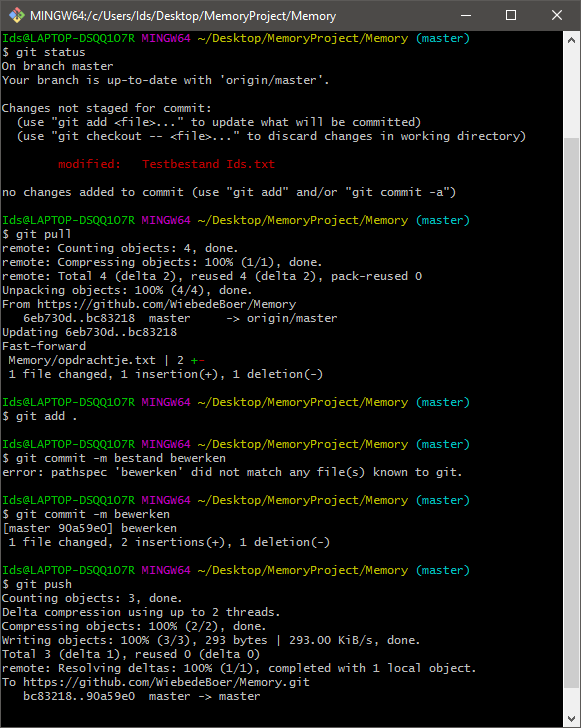 MINGW64:/c/Users/Ids/Desktop/MemoryProject/Memory
Ids@LAPTOP-DSQQ1O7R MINGW64 ~/Desktop/MemoryProject/Memory (master)
$ git status
On branch master
Your branch is up-to-date with 'origin/master'.
Changes not staged for commit:
(use "git add <file>..." to update what will be committed)
(use "git checkout -- <file>..." to discard changes in working directory)
modified: Testbestand Ids.txt
no changes added to commit (use "git add" and/or "git commit -a")
Ids@LAPTOP-DSQQ1O7R MINGW64 ~/Desktop/MemoryProject/Memory (master)
$ git pull
remote: Counting objects: 4, done.
remote: Compressing objects: 100% (1/1), done.
remote: Total 4 (delta 2), reused 4 (delta 2), pack-reused 0
Unpacking objects: 100% (4/4), done.
From https://github.com/WiebedeBoer/Memory
6eb730d..bc83218 master -> origin/master
Updating 6eb730d..bc83218
Fast-forward
Memory/opdrachtje.txt | 2 +-
1 file changed, 1 insertion(+), 1 deletion(-)
Ids@LAPTOP-DSQQ1O7R MINGW64 ~/Desktop/MemoryProject/Memory (master)
$ git add .
Ids@LAPTOP-DSQQ1O7R MINGW64 ~/Desktop/MemoryProject/Memory (master)
$ git commit -m bestand bewerken
error: pathspec 'bewerken' did not match any file(s) known to git.
Ids@LAPTOP-DSQQ1O7R MINGW64 ~/Desktop/MemoryProject/Memory (master)
$ git commit -m bewerken
[master 90a59e0] bewerken
1 file changed, 2 insertions(+), 1 deletion(-)
Ids@LAPTOP-DSQQ1O7R MINGW64 ~/Desktop/MemoryProject/Memory (master)
$ git push
Counting objects: 3, done.
Delta compression using up to 2 threads.
Compressing objects: 100% (2/2), done.
Writing objects: 100% (3/3), 293 bytes | 293.00 KiB/s, done.
Total 3 (delta 1), reused 0 (delta 0)
remote: Resolving deltas: 100% (1/1), completed with 1 local object.
To https://github.com/WiebedeBoer/Memory.git
bc83218..90a59e0 master -> master